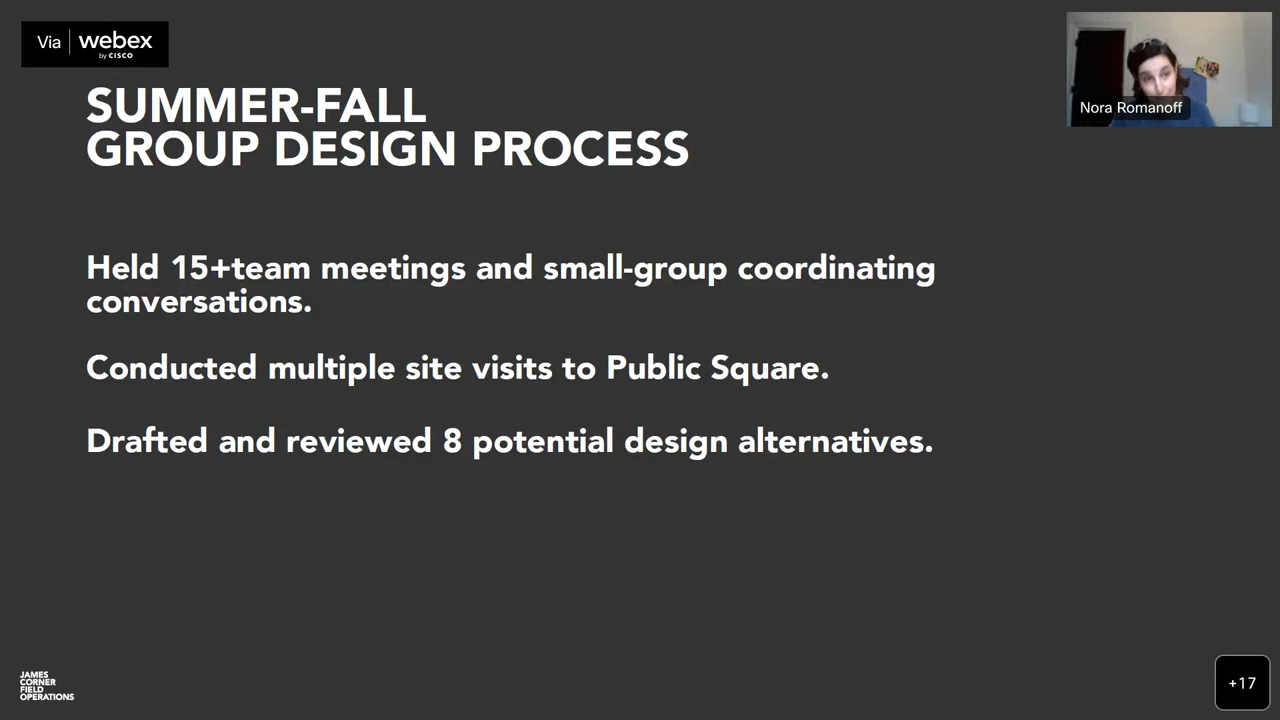 Via webex
by CISCO
Nora Romanoff
SUMMER-FALL
GROUP DESIGN PROCESS
Held 15+team meetings and small-group coordinating
conversations.
Conducted multiple site visits to Public Square.
Drafted and reviewed 8 potential design alternatives.
JAMES
CORNER
FIELD
OPERATIONS
+17